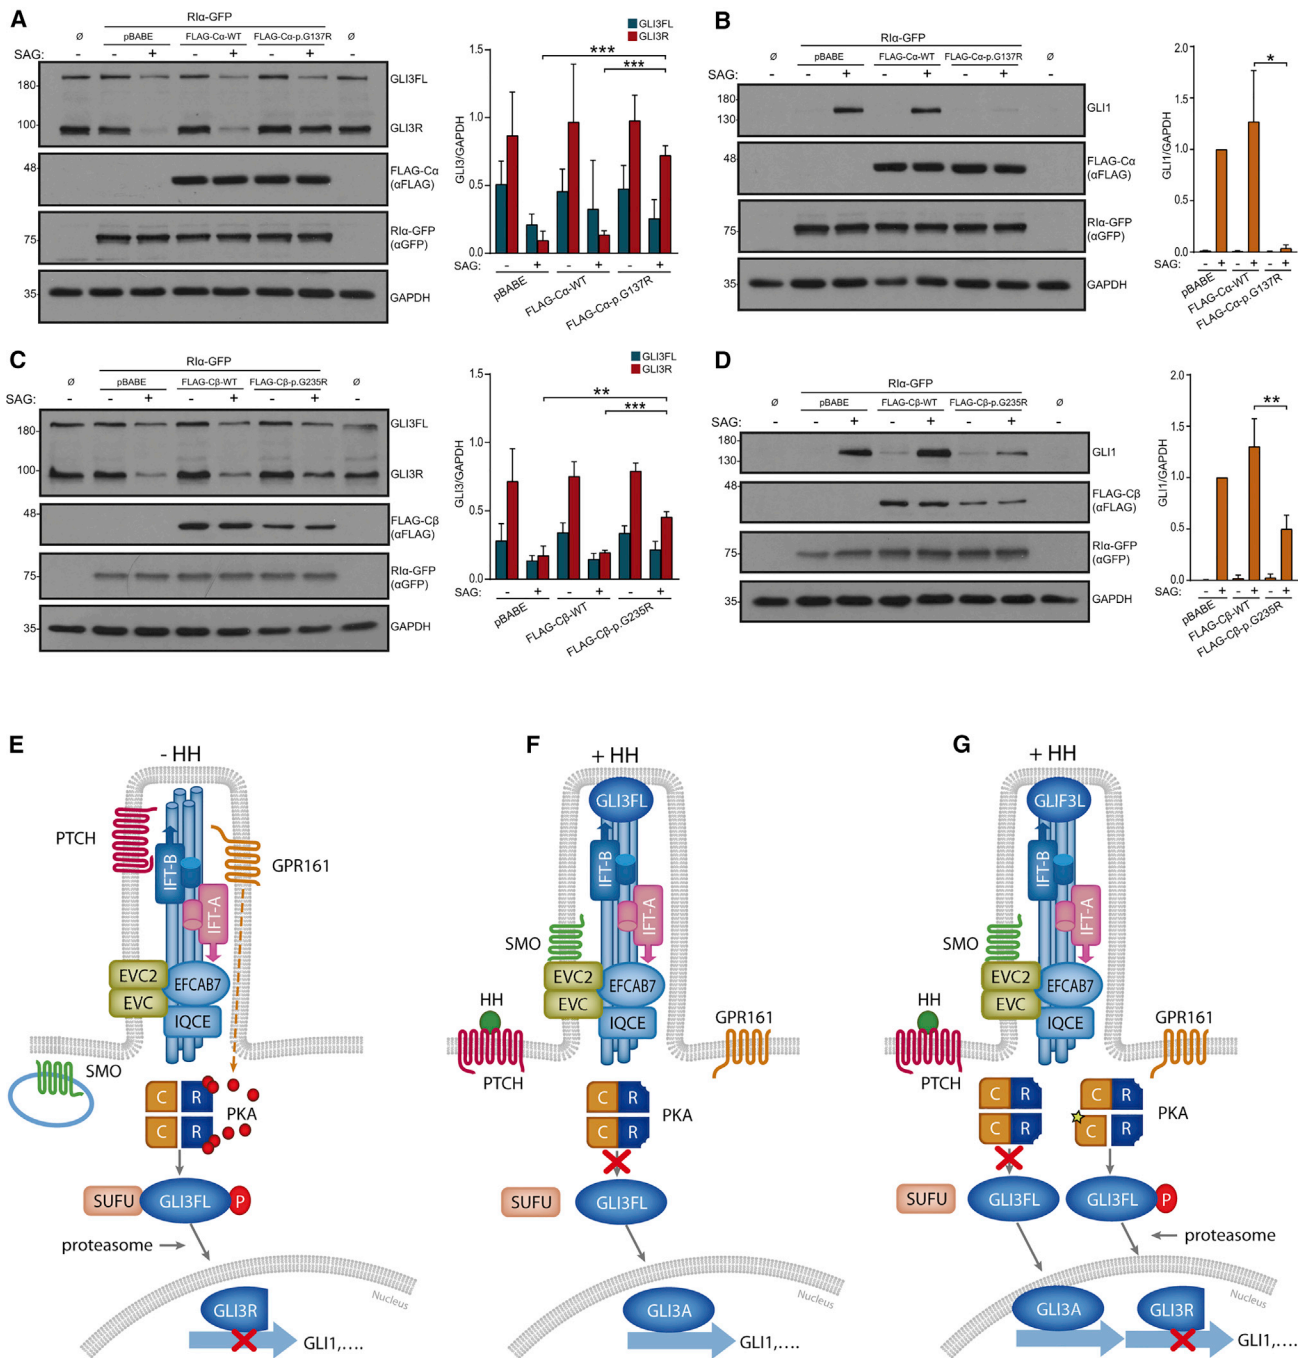 A
RIα-GFP
Ø pBABE FLAG-Cα-WT FLAG-Cα-p.G137R Ø
SAG: - - + - + - + -
180
100
GLI3FL
GLI3R
48
FLAG-Cα
(αFLAG)
75
RIα-GFP
(αGFP)
35
GAPDH
GLI3FL
GLI3R
***
***
GLI3/GAPDH
1.5
1.0
0.5
0.0
SAG: - + - + - +
pBABE
FLAG-Cα-WT
FLAG-Cα-p.G137R
B
RIα-GFP
Ø pBABE FLAG-Cα-WT FLAG-Cα-p.G137R Ø
SAG: - - + - + - + -
180
130
GLI1
48
FLAG-Cα
(αFLAG)
75
RIα-GFP
(αGFP)
35
GAPDH
*
GLI1/GAPDH
2.0
1.5
1.0
0.5
0.0
SAG: - + - + - +
pBABE
FLAG-Cα-WT
FLAG-Cα-p.G137R
C
RIα-GFP
Ø pBABE FLAG-Cβ-WT FLAG-Cβ-p.G235R Ø
SAG: - - + - + - + -
180
100
GLI3FL
GLI3R
48
FLAG-Cβ
(αFLAG)
75
RIα-GFP
(αGFP)
35
GAPDH
GLI3FL
GLI3R
**
***
GLI3/GAPDH
1.5
1.0
0.5
0.0
SAG: - + - + - +
pBABE
FLAG-Cβ-WT
FLAG-Cβ-p.G235R
D
RIα-GFP
Ø pBABE FLAG-Cβ-WT FLAG-Cβ-p.G235R Ø
SAG: - - + - + - + -
180
130
GLI1
48
FLAG-Cβ
(αFLAG)
75
RIα-GFP
(αGFP)
35
GAPDH
**
GLI1/GAPDH
2.0
1.5
1.0
0.5
0.0
SAG: - + - + - +
pBABE
FLAG-Cβ-WT
FLAG-Cβ-p.G235R
E
- HH
PTCH
IFT-B
GPR161
IFT-A
EVC2
EFCAB7
EVC
IQCE
SMO
C R
PKA
C R
SUFU GLI3FL P
proteasome
Nucleus
GLI3R
GLI1,....
F
+ HH
GLI3FL
IFT-B
IFT-A
SMO
EVC2
EFCAB7
HH
EVC
IQCE
GPR161
PTCH
C R
PKA
C R
SUFU GLI3FL
Nucleus
GLI3A
GLI1,....
G
+ HH
GLIF3L
IFT-B
IFT-A
SMO
EVC2
EFCAB7
HH
EVC
IQCE
GPR161
PTCH
C R C R
PKA
C R C R
SUFU GLI3FL GLI3FL P
proteasome
Nucleus
GLI3A GLI3R
GLI1,....